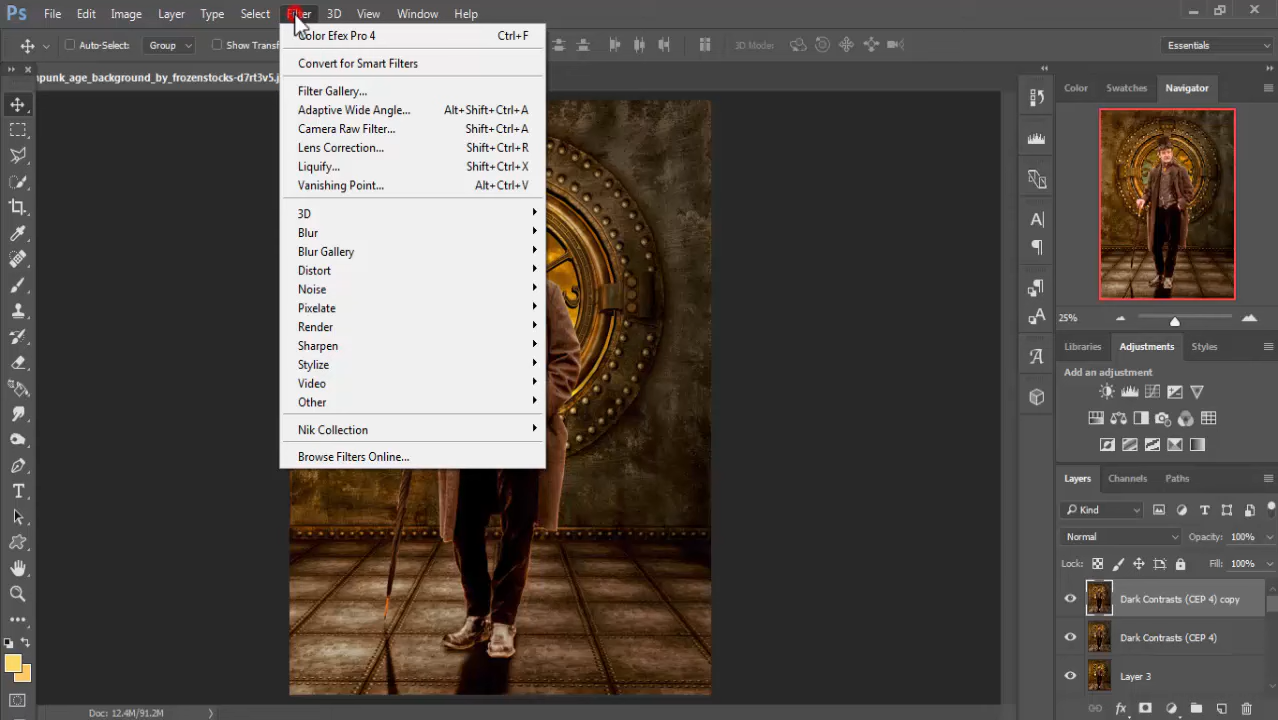 Ps File Edit Image Layer Type Select Filter 3D View Window Help
Auto-Select: Group Show Transf 3D Mode: Essentials
Color Efex Pro 4 Ctrl+F
Convert for Smart Filters
Filter Gallery...
Adaptive Wide Angle... Alt+Shift+Ctrl+A
Camera Raw Filter... Shift+Ctrl+A
Lens Correction... Shift+Ctrl+R
Liquify... Shift+Ctrl+X
Vanishing Point... Alt+Ctrl+V
3D
Blur
Blur Gallery
Distort
Noise
Pixelate
Render
Sharpen
Stylize
Video
Other
Nik Collection
Browse Filters Online...
mpunk_age_background_by_frozenstocks-d7rt3v5.j
Color Swatches Navigator
25%
Libraries Adjustments Styles
Add an adjustment
Layers Channels Paths
Kind
Normal Opacity: 100%
Lock: Fill: 100%
Dark Contrasts (CEP 4) copy
Dark Contrasts (CEP 4)
Layer 3
Doc: 12.4M/91.2M